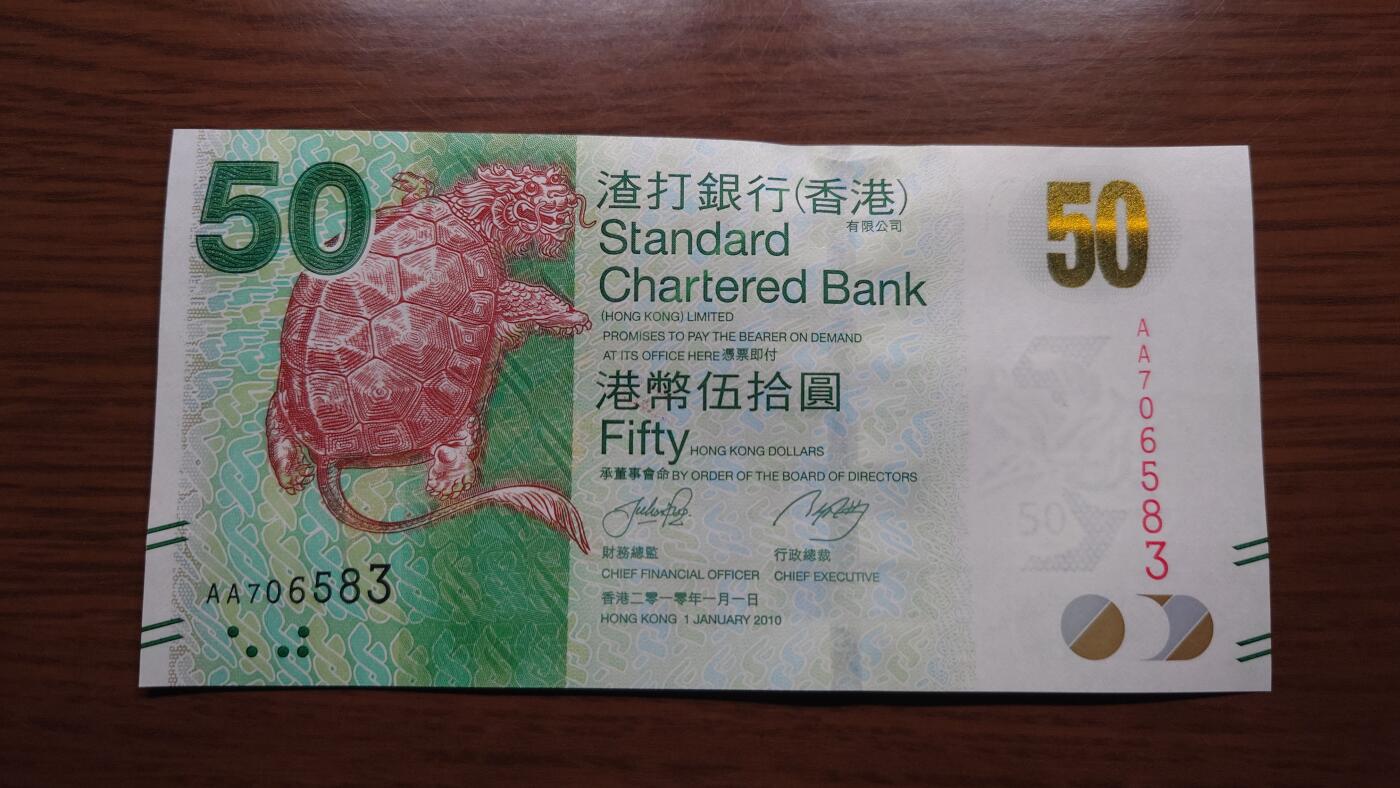 50
渣打銀行(香港)
有限公司
Standard
Chartered Bank
(HONG KONG) LIMITED
PROMISES TO PAY THE BEARER ON DEMAND
AT ITS OFFICE HERE 憑票即付
港幣伍拾圓
Fifty HONG KONG DOLLARS
承董事會命 BY ORDER OF THE BOARD OF DIRECTORS
財務總監 行政總裁
CHIEF FINANCIAL OFFICER CHIEF EXECUTIVE
香港二零一零年一月一日
HONG KONG 1 JANUARY 2010
AA706583
50
AA706583
50